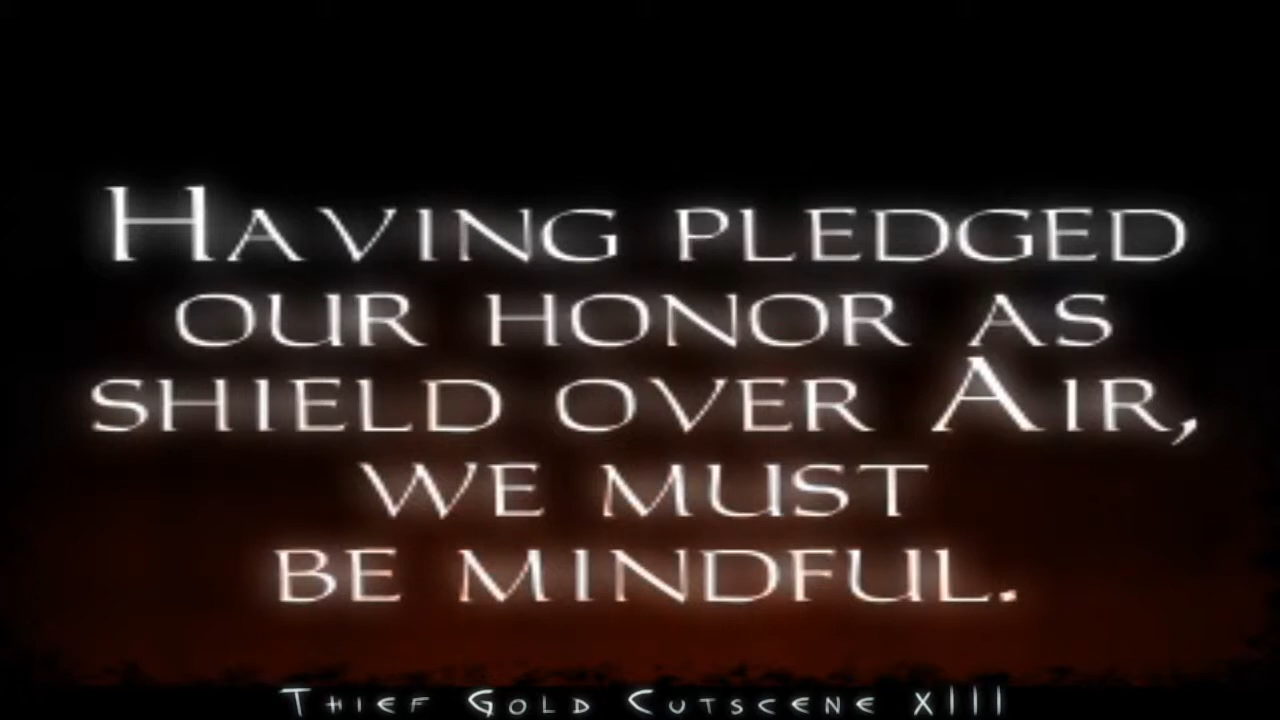 Having pledged
our honor as
shield over Air,
we must
be mindful.
Thief Gold Cutscene XIII